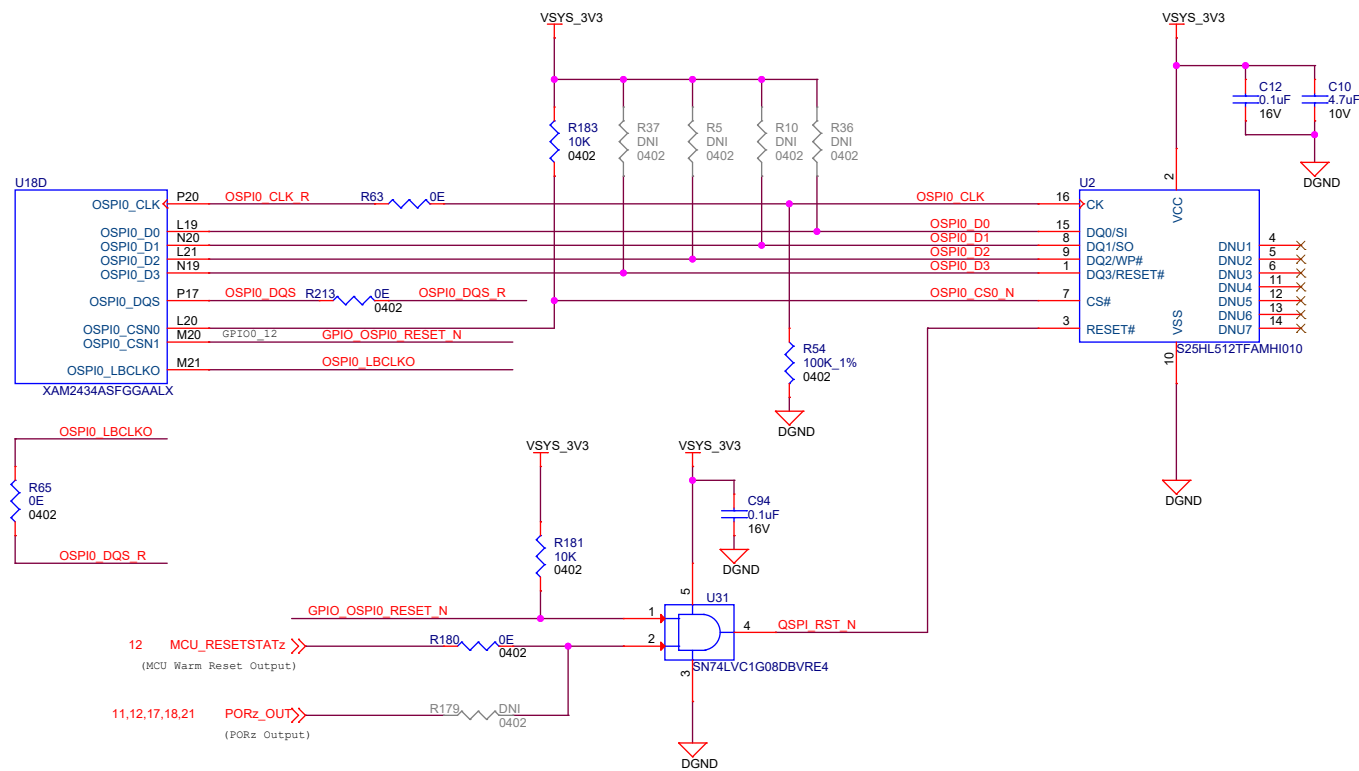 VSYS_3V3
VSYS_3V3
C12
0.1uF
16V
C10
4.7uF
10V
DGND
R183
10K
0402
R37
DNI
0402
R5
DNI
0402
R10
DNI
0402
R36
DNI
0402
U18D
OSPI0_CLK
P20
OSPI0_CLK_R
R63
0E
OSPI0_CLK
OSPI0_D0
L19
OSPI0_D0
OSPI0_D1
N20
OSPI0_D1
OSPI0_D2
L21
OSPI0_D2
OSPI0_D3
N19
OSPI0_D3
OSPI0_DQS
P17
OSPI0_DQS
R213
0E
0402
OSPI0_DQS_R
OSPI0_CS0_N
OSPI0_CSN0
L20
OSPI0_CSN1
M20
GPIO0_12
GPIO_OSPI0_RESET_N
OSPI0_LBCLKO
M21
OSPI0_LBCLKO
XAM2434ASFGGAALX
U2
2
VCC
16
CK
15
DQ0/SI
8
DQ1/SO
9
DQ2/WP#
1
DQ3/RESET#
7
CS#
3
RESET#
VSS
10
DNU1
4
DNU2
5
DNU3
6
DNU4
11
DNU5
12
DNU6
13
DNU7
14
S25HL512TFAMHI010
DGND
R54
100K_1%
0402
DGND
OSPI0_LBCLKO
R65
0E
0402
OSPI0_DQS_R
VSYS_3V3
R181
10K
0402
VSYS_3V3
C94
0.1uF
16V
DGND
GPIO_OSPI0_RESET_N
12
MCU_RESETSTATz
(MCU Warm Reset Output)
R180
0E
0402
11,12,17,18,21
PORz_OUT
(PORz Output)
R179
DNI
0402
U31
5
1
2
4
3
QSPI_RST_N
SN74LVC1G08DBVRE4
DGND